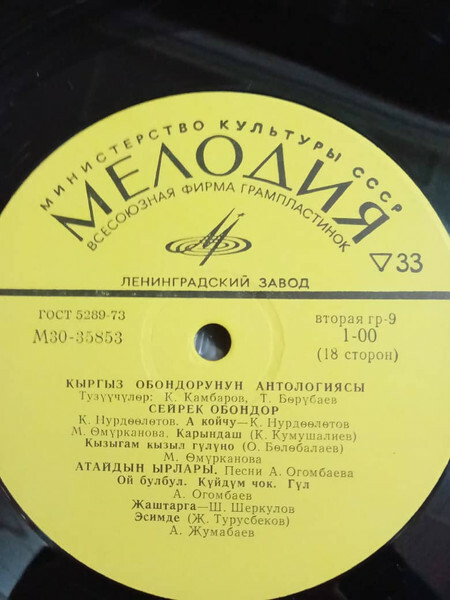 МИНИСТЕРСТВО КУЛЬТУРЫ СССР
МЕЛОДИЯ
ВСЕСОЮЗНАЯ ФИРМА ГРАМПЛАСТИНОК
▽33
ЛЕНИНГРАДСКИЙ ЗАВОД
ГОСТ 5289-73
вторая гр-9
М30-35853
1-00
(18 сторон)
КЫРГЫЗ ОБОНДОРУНУН АНТОЛОГИЯСЫ
Түзүүчүлөр: К. Камбаров, Т. Бөрүбаев
СЕЙРЕК ОБОНДОР
К. Нурдөөлөтов. А койчу—К. Нурдөөлөтов
М. Өмүрканова. Карындаш (К. Кумушалиев)
Кызыгам кызыл гүлүнө (О. Бөлөбалаев)
М. Өмүрканова
АТАЙДЫН ЫРЛАРЫ. Песни А. Огомбаева
Ой булбул. Күйдүм чок. Гүл
А. Огомбаев
Жаштарга—Ш. Шеркулов
Эсимде (Ж. Турусбеков)
А. Жумабаев